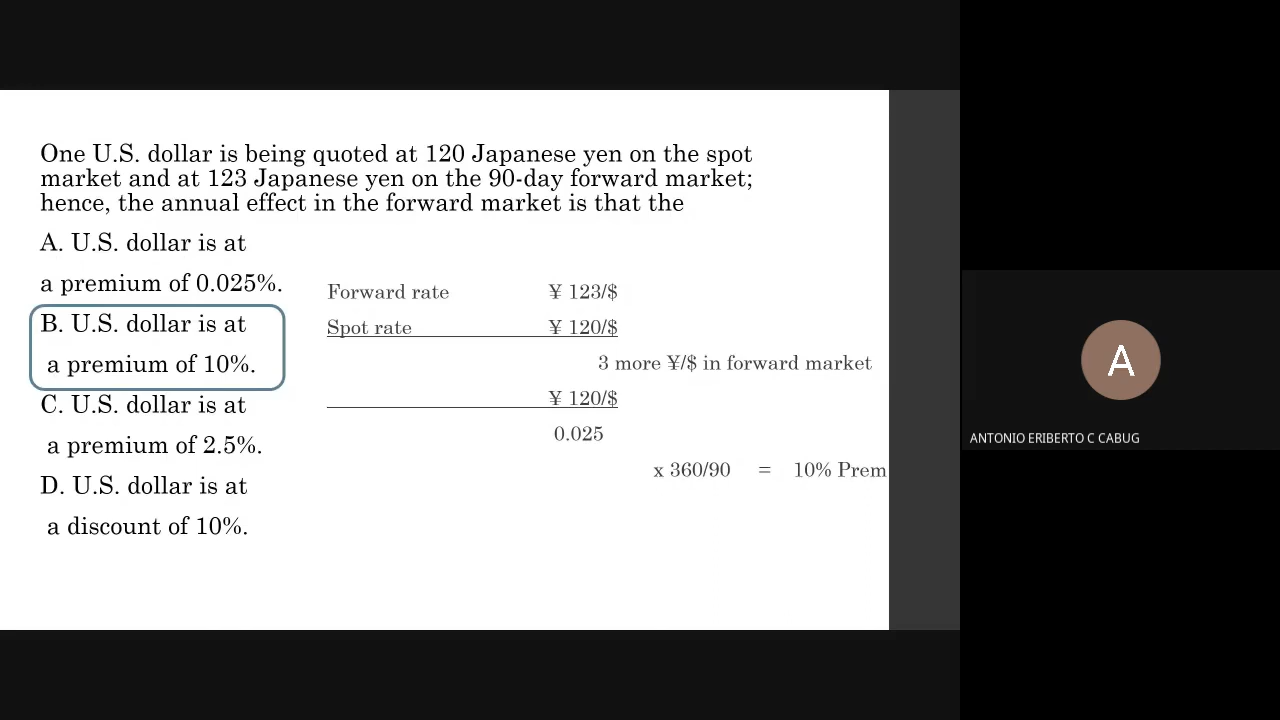 One U.S. dollar is being quoted at 120 Japanese yen on the spot
market and at 123 Japanese yen on the 90-day forward market;
hence, the annual effect in the forward market is that the
A. U.S. dollar is at
a premium of 0.025%.
B. U.S. dollar is at
a premium of 10%.
C. U.S. dollar is at
a premium of 2.5%.
D. U.S. dollar is at
a discount of 10%.
Forward rate ¥ 123/$
Spot rate ¥ 120/$
3 more ¥/$ in forward market
¥ 120/$
0.025
x 360/90 = 10% Prem
A
ANTONIO ERIBERTO C CABUG